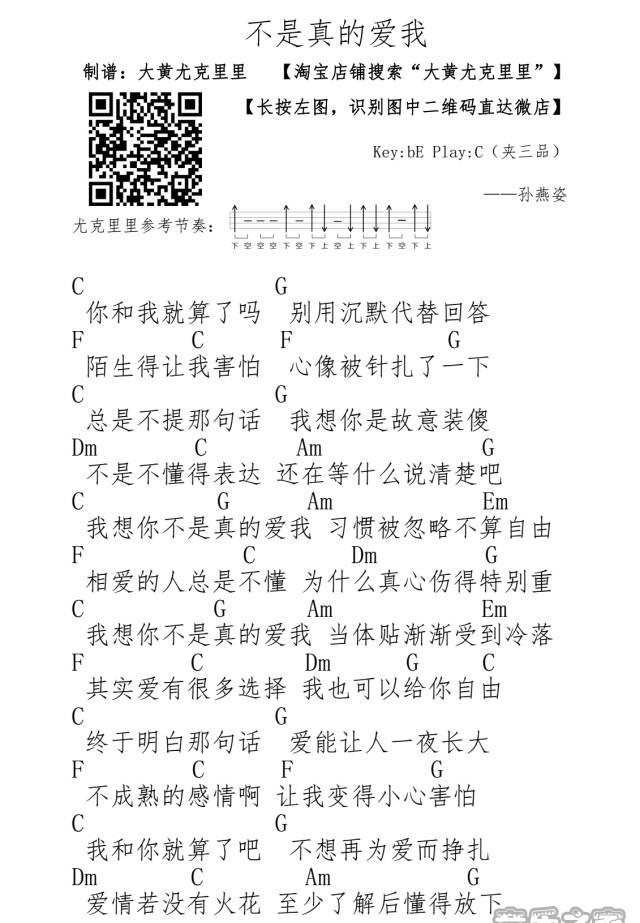 不是真的爱我
制谱：大黄尤克里里 【淘宝店铺搜索“大黄尤克里里”】
【长按左图，识别图中二维码直达微店】
Key:bE Play:C（夹三品）
——孙燕姿
尤克里里参考节奏：
下 空 空 空 下 空 下 上 空 上 下 上 下 空 下 上
C G
你和我就算了吗 别用沉默代替回答
F C F G
陌生得让我害怕 心像被针扎了一下
C G
总是不提那句话 我想你是故意装傻
Dm C Am G
不是不懂得表达 还在等什么说清楚吧
C G Am Em
我想你不是真的爱我 习惯被忽略不算自由
F C Dm G
相爱的人总是不懂 为什么真心伤得特别重
C G Am Em
我想你不是真的爱我 当体贴渐渐受到冷落
F C Dm G C
其实爱有很多选择 我也可以给你自由
C G
终于明白那句话 爱能让人一夜长大
F C F G
不成熟的感情啊 让我变得小心害怕
C G
我和你就算了吧 不想再为爱而挣扎
Dm C Am G
爱情若没有火花 至少了解后懂得放下